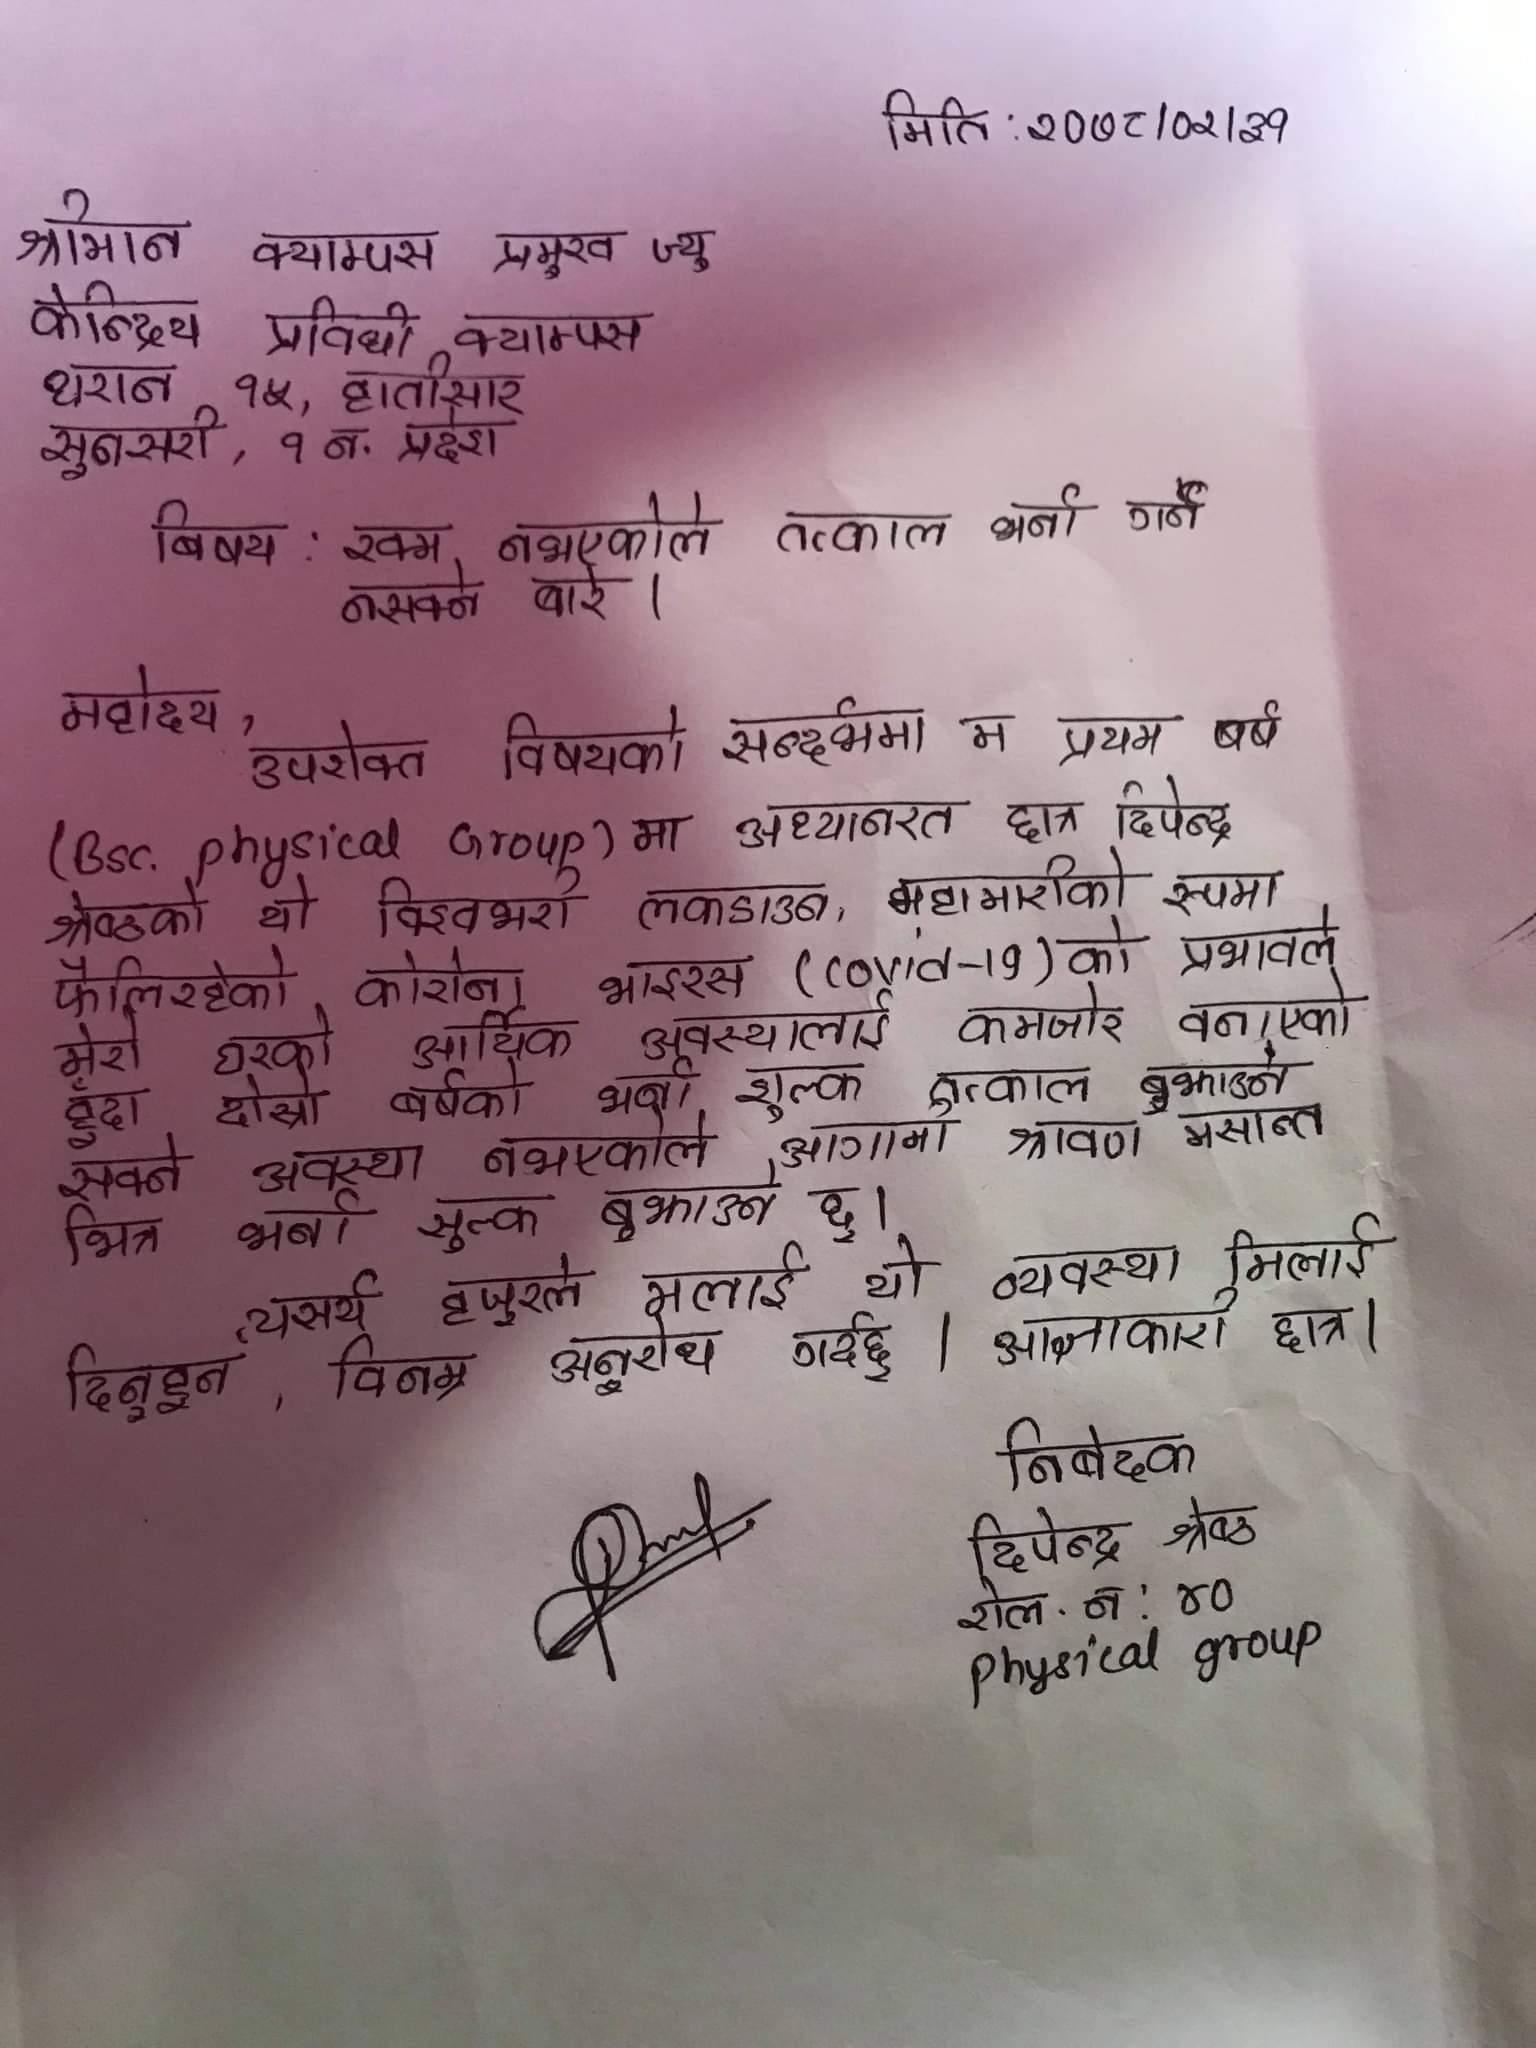 मिति : २०७८/०२/३१
श्रीमान क्याम्पस प्रमुख ज्यु
केन्द्रिय प्रविधी क्याम्पस
धरान १५, हात्तीसार
सुनसरी, १ न. प्रदेश
बिषय : रकम नभएकोले तत्काल भर्ना गर्न
नसक्ने बारे ।
महोदय,
उपरोक्त विषयको सन्दर्भमा म प्रथम बर्ष
(Bsc. physical Group) मा अध्यानरत छात्र दिपेन्द्र
श्रेष्ठको यो विश्वभरी लकडाउन, महामारीको रूपमा
फैलिरहेको कोरोना भाइरस (covid-19) को प्रभावले
मेरो घरको आर्थिक अवस्थालाई कमजोर बनाएको
हुँदा दोस्रो बर्षको भर्ना शुल्क तत्काल बुझाउन
सक्ने अवस्था नभएकोले आगामी श्रावण मसान्त
भित्र भर्ना सुल्क बुझाउने छु ।
त्यसर्थ हजुरले मलाई यो व्यवस्था मिलाई
दिनुहुन, विनम्र अनुरोध गर्दछु । आज्ञाकारी छात्र ।
निबेदक
दिपेन्द्र श्रेष्ठ
रोल. न : ४०
physical group